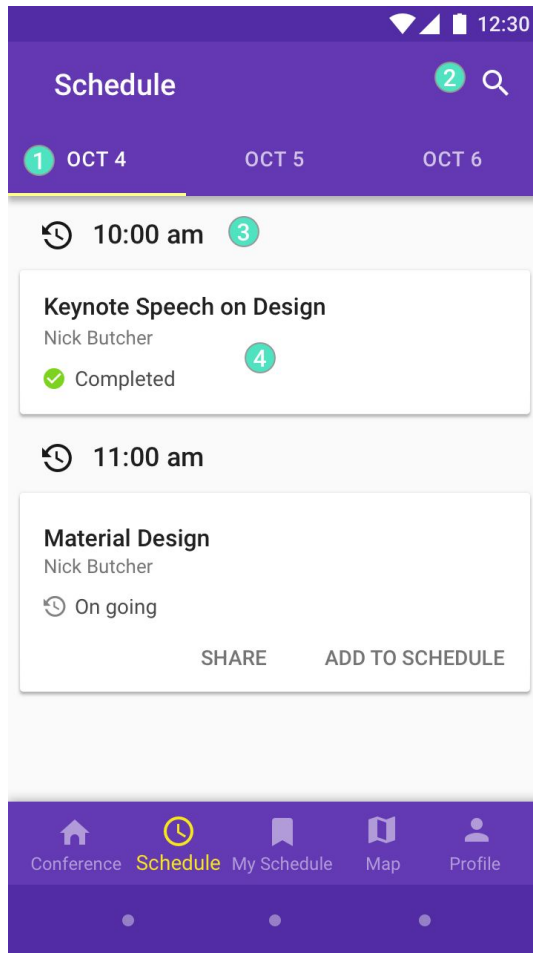 12:30
Schedule 2
1 OCT 4 OCT 5 OCT 6
10:00 am 3
Keynote Speech on Design
Nick Butcher
4
Completed
11:00 am
Material Design
Nick Butcher
On going
SHARE ADD TO SCHEDULE
Conference Schedule My Schedule Map Profile